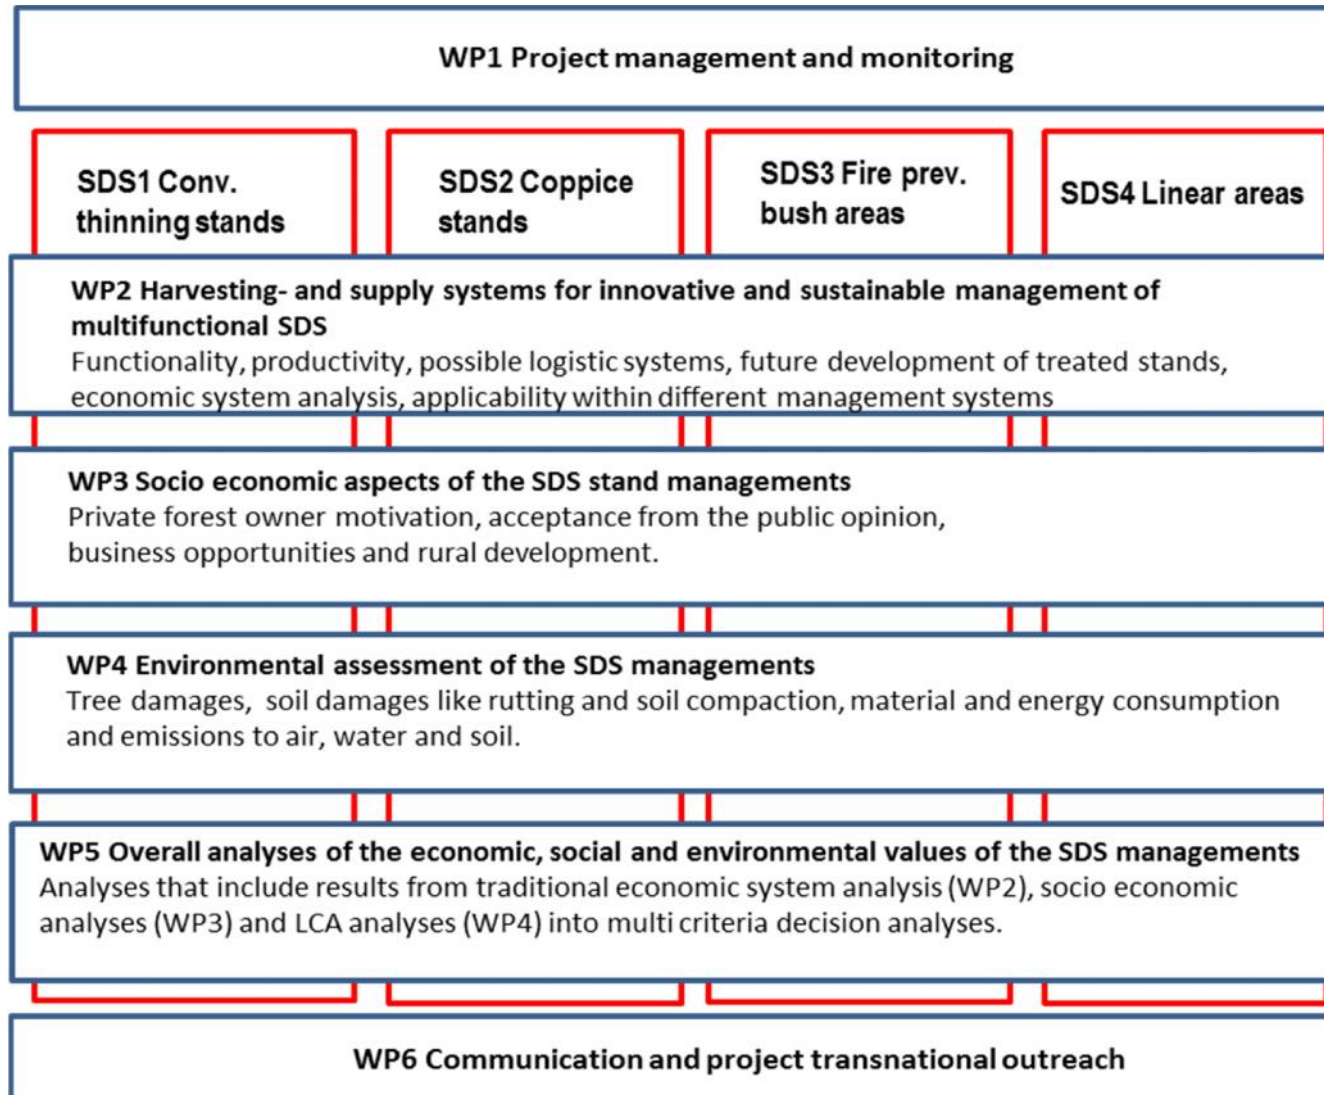 WP1 Project management and monitoring
SDS1 Conv.
thinning stands
SDS2 Coppice
stands
SDS3 Fire prev.
bush areas
SDS4 Linear areas
WP2 Harvesting- and supply systems for innovative and sustainable management of
multifunctional SDS
Functionality, productivity, possible logistic systems, future development of treated stands,
economic system analysis, applicability within different management systems
WP3 Socio economic aspects of the SDS stand managements
Private forest owner motivation, acceptance from the public opinion,
business opportunities and rural development.
WP4 Environmental assessment of the SDS managements
Tree damages, soil damages like rutting and soil compaction, material and energy consumption
and emissions to air, water and soil.
WP5 Overall analyses of the economic, social and environmental values of the SDS managements
Analyses that include results from traditional economic system analysis (WP2), socio economic
analyses (WP3) and LCA analyses (WP4) into multi criteria decision analyses.
WP6 Communication and project transnational outreach